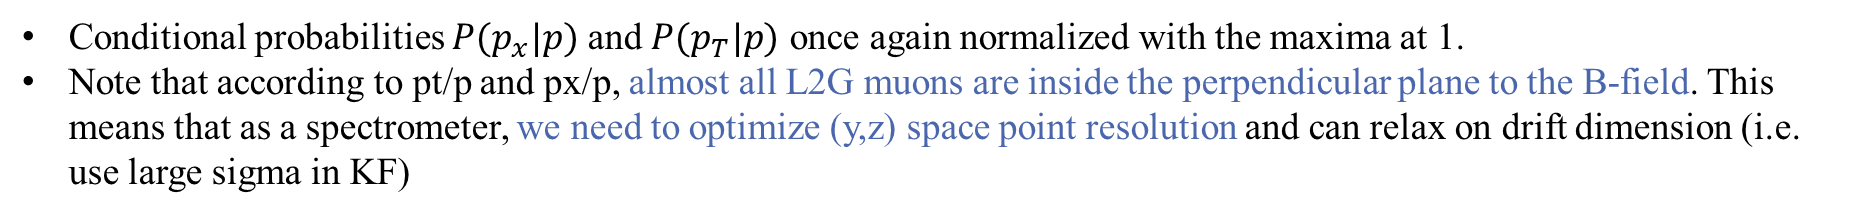 • Conditional probabilities P(pₓ|p) and P(p_T|p) once again normalized with the maxima at 1.
• Note that according to pt/p and px/p, almost all L2G muons are inside the perpendicular plane to the B-field. This
means that as a spectrometer, we need to optimize (y,z) space point resolution and can relax on drift dimension (i.e.
use large sigma in KF)